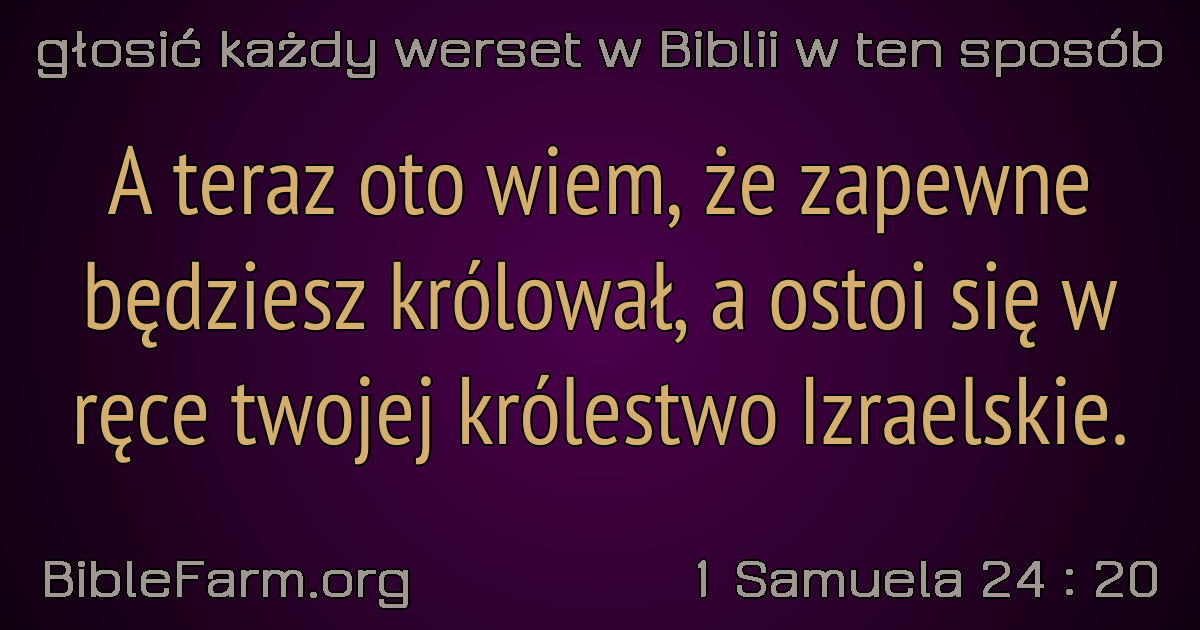 głosić każdy werset w Biblii w ten sposób
A teraz oto wiem, że zapewne
będziesz królował, a ostoi się w
ręce twojej królestwo Izraelskie.
BibleFarm.org
1 Samuela 24 : 20